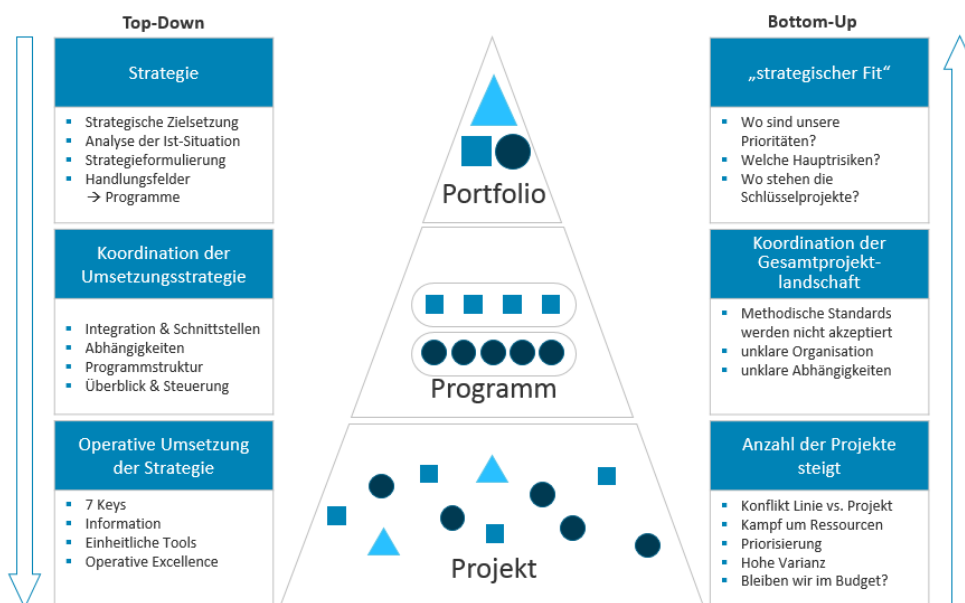 Top-Down
Strategie
Strategische Zielsetzung
Analyse der Ist-Situation
Strategieformulierung
Handlungsfelder
→ Programme
Koordination der
Umsetzungsstrategie
Integration & Schnittstellen
Abhängigkeiten
Programmstruktur
Überblick & Steuerung
Operative Umsetzung
der Strategie
7 Keys
Information
Einheitliche Tools
Operative Excellence
Portfolio
Programm
Projekt
Bottom-Up
„strategischer Fit“
Wo sind unsere
Prioritäten?
Welche Hauptrisiken?
Wo stehen die
Schlüsselprojekte?
Koordination der
Gesamtprojekt-
landschaft
Methodische Standards
werden nicht akzeptiert
unklare Organisation
unklare Abhängigkeiten
Anzahl der Projekte
steigt
Konflikt Linie vs. Projekt
Kampf um Ressourcen
Priorisierung
Hohe Varianz
Bleiben wir im Budget?